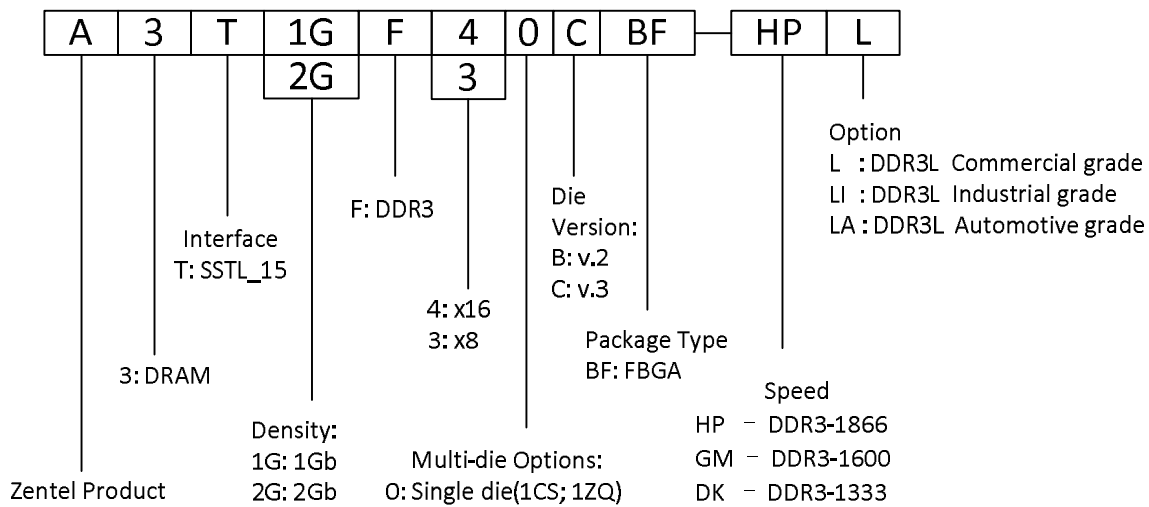 A 3 T 1G F 4 0 C BF HP L
2G 3
Option
L : DDR3L Commercial grade
LI : DDR3L Industrial grade
LA : DDR3L Automotive grade
F: DDR3
Die
Version:
B: v.2
C: v.3
Interface
T: SSTL_15
4: x16
3: x8
Package Type
BF: FBGA
3: DRAM
Speed
HP – DDR3-1866
GM – DDR3-1600
DK – DDR3-1333
Density:
1G: 1Gb
2G: 2Gb
Multi-die Options:
0: Single die(1CS; 1ZQ)
Zentel Product